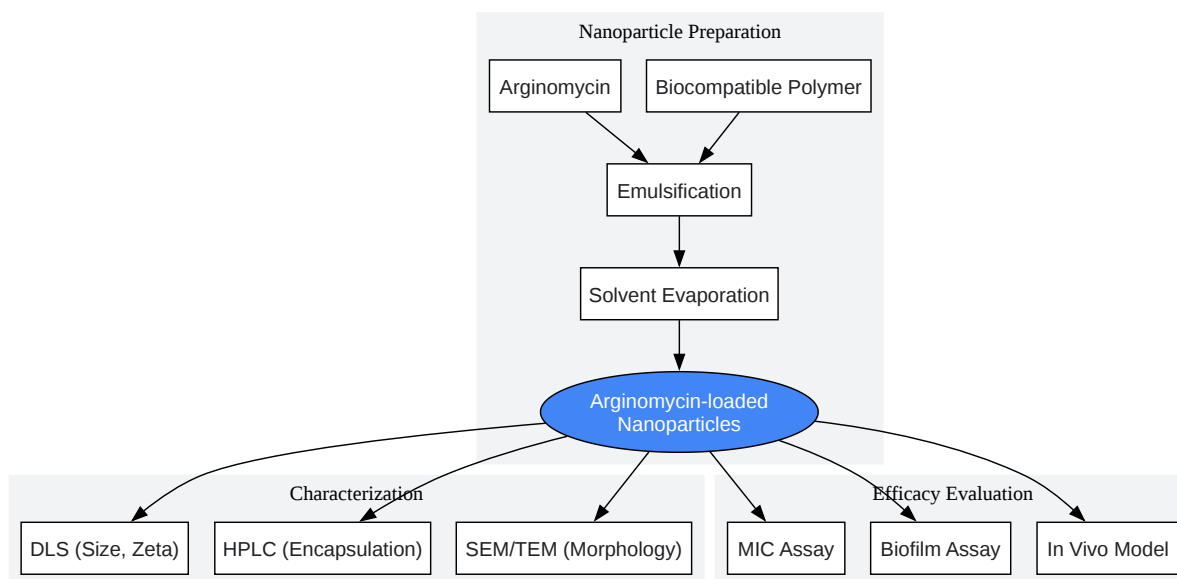 Nanoparticle Preparation
Arginomycin
Biocompatible Polymer
Emulsification
Solvent Evaporation
Arginomycin-loaded
Nanoparticles
Characterization
Efficacy Evaluation
DLS (Size, Zeta)
HPLC (Encapsulation)
SEM/TEM (Morphology)
MIC Assay
Biofilm Assay
In Vivo Model